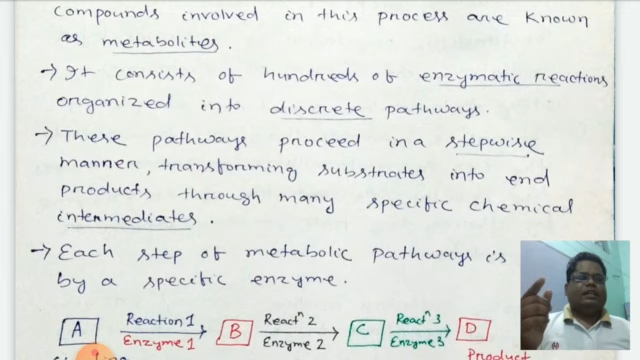 compounds involved in this process are known
as metabolites.
→ It consists of hundreds of enzymatic reactions
organized into discrete pathways.
→ These pathways proceed in a stepwise
manner, transforming substrates into end
products through many specific chemical
intermediates.
→ Each step of metabolic pathways is
by a specific enzyme.
A Reaction 1 B Reactⁿ 2 C Reactⁿ 3 D
Enzyme 1 Enzyme 2 Enzyme 3
Product